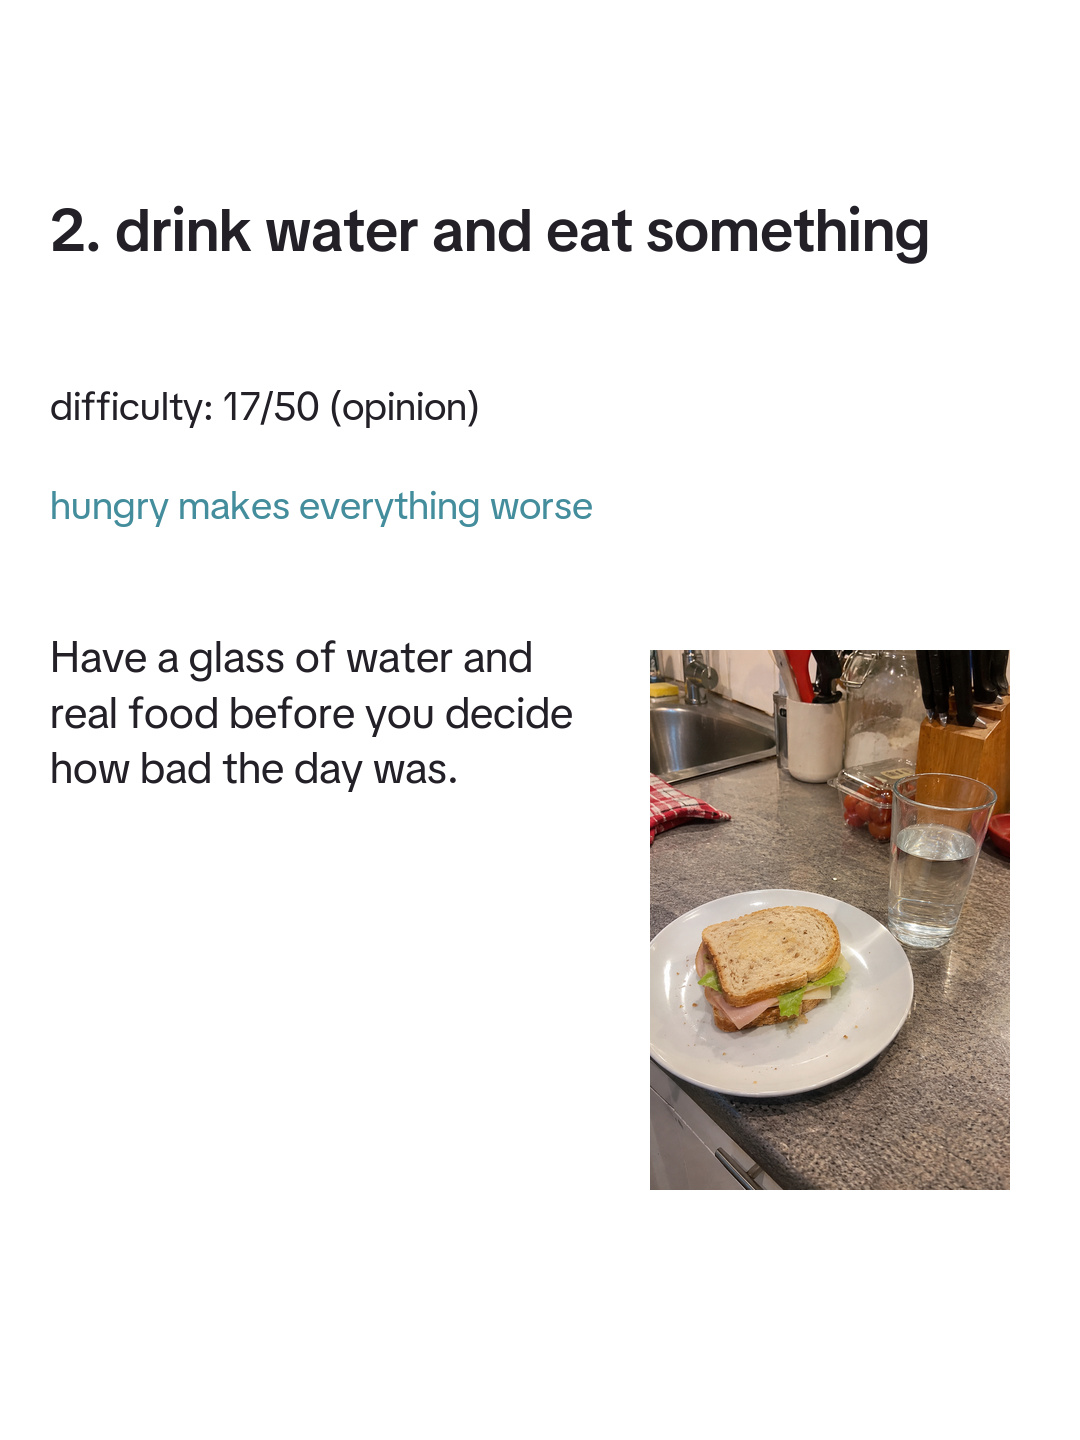 2. drink water and eat something
difficulty: 17/50 (opinion)
hungry makes everything worse
Have a glass of water and
real food before you decide
how bad the day was.